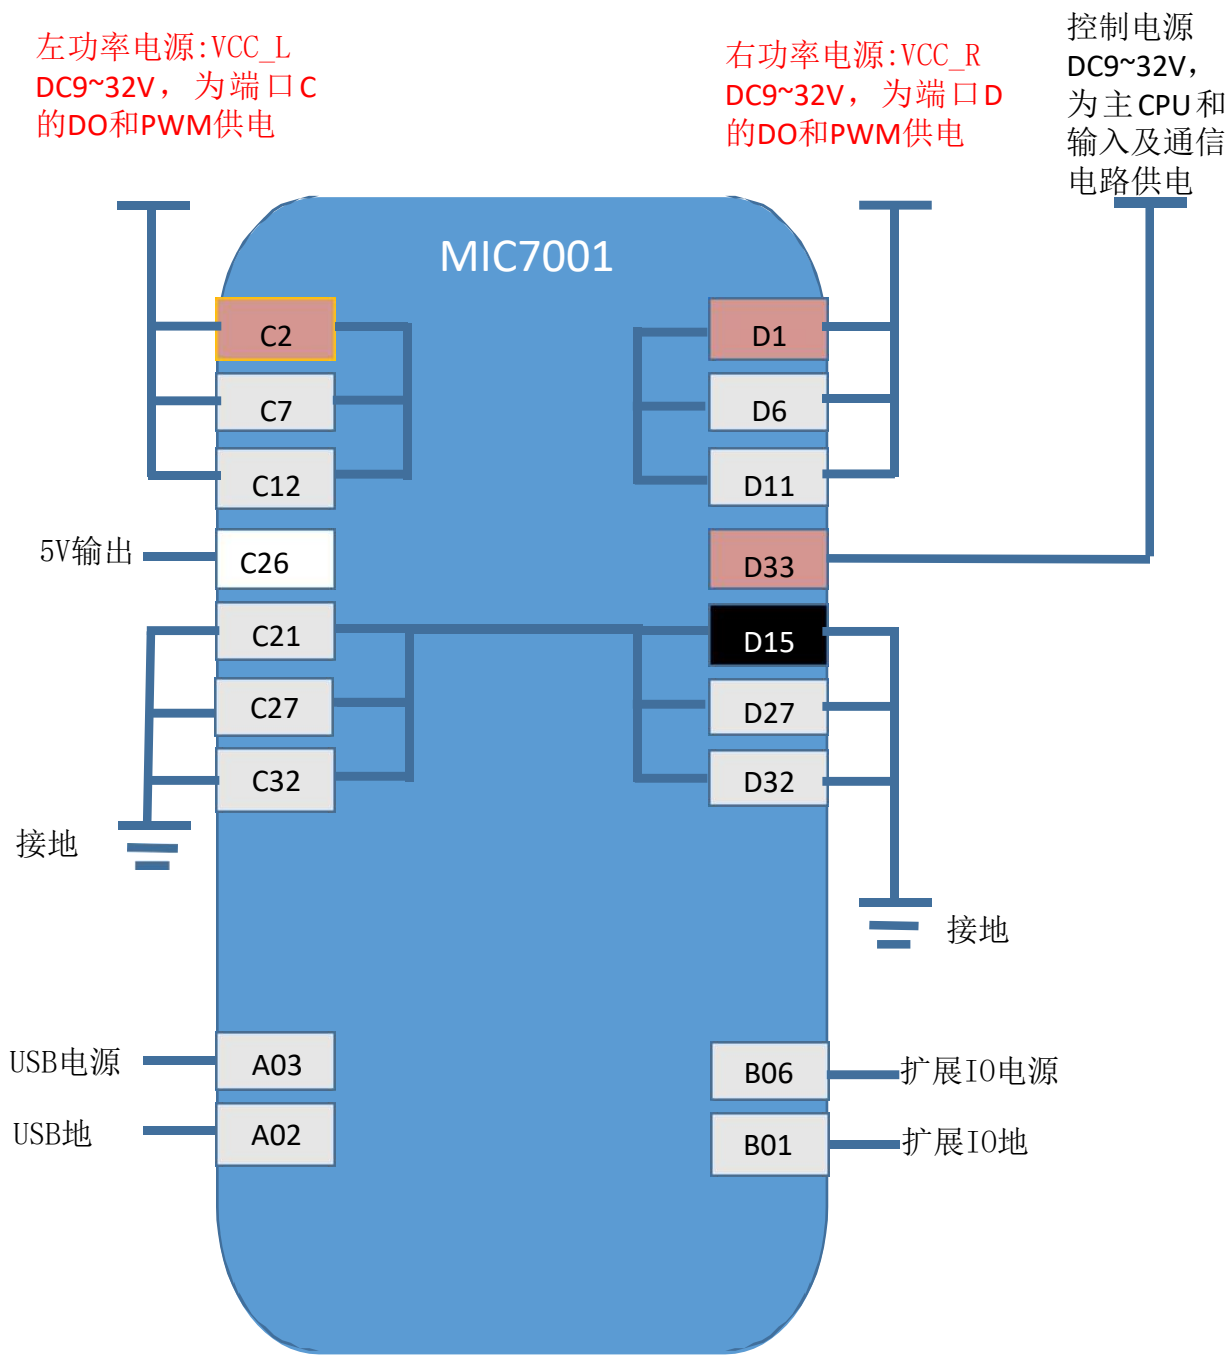 左功率电源:VCC_L
DC9~32V，为端口C
的DO和PWM供电
右功率电源:VCC_R
DC9~32V，为端口D
的DO和PWM供电
控制电源
DC9~32V，
为主CPU和
输入及通信
电路供电
MIC7001
C2
D1
C7
D6
C12
D11
5V输出
C26
D33
C21
D15
C27
D27
C32
D32
接地
接地
USB电源
A03
B06
扩展IO电源
USB地
A02
B01
扩展IO地